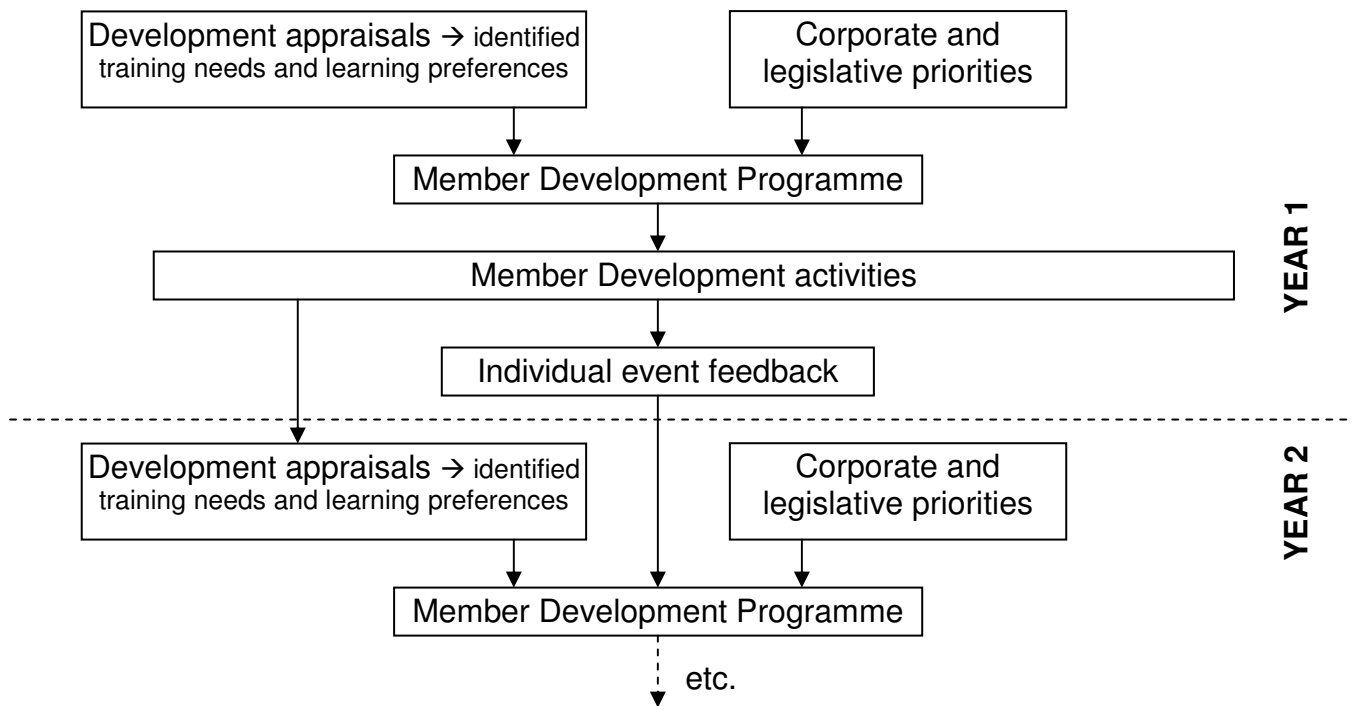 Development appraisals → identified
training needs and learning preferences
Corporate and
legislative priorities
Member Development Programme
YEAR 1
Member Development activities
Individual event feedback
Development appraisals → identified
training needs and learning preferences
Corporate and
legislative priorities
YEAR 2
Member Development Programme
etc.